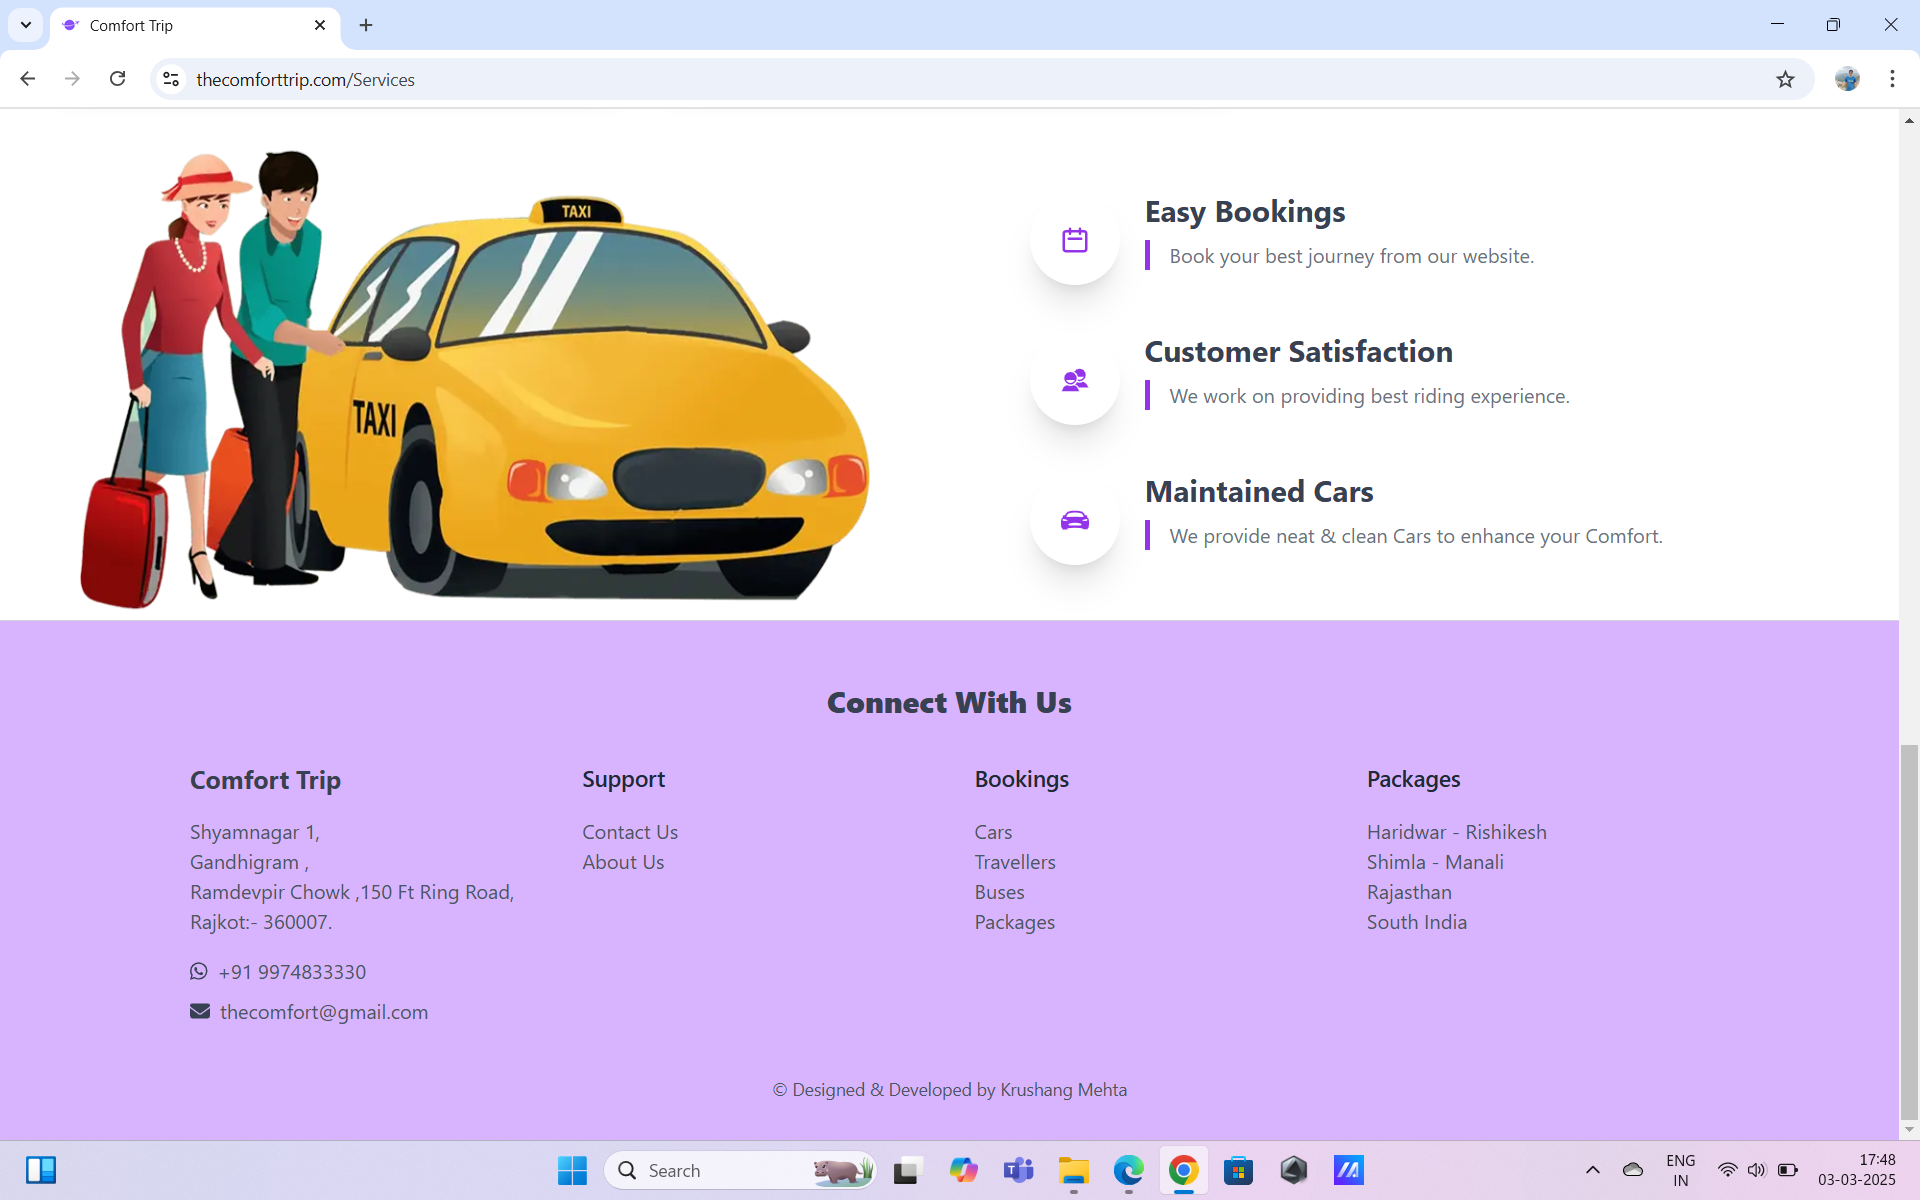 Comfort Trip
thecomforttrip.com/Services
TAXI
TAXI
Easy Bookings
Book your best journey from our website.
Customer Satisfaction
We work on providing best riding experience.
Maintained Cars
We provide neat & clean Cars to enhance your Comfort.
Connect With Us
Comfort Trip
Shyamnagar 1,
Gandhigram ,
Ramdevpir Chowk ,150 Ft Ring Road,
Rajkot:- 360007.
+91 9974833330
thecomfort@gmail.com
Support
Contact Us
About Us
Bookings
Cars
Travellers
Buses
Packages
Packages
Haridwar - Rishikesh
Shimla - Manali
Rajasthan
South India
© Designed & Developed by Krushang Mehta
Search
ENG
IN
17:48
03-03-2025